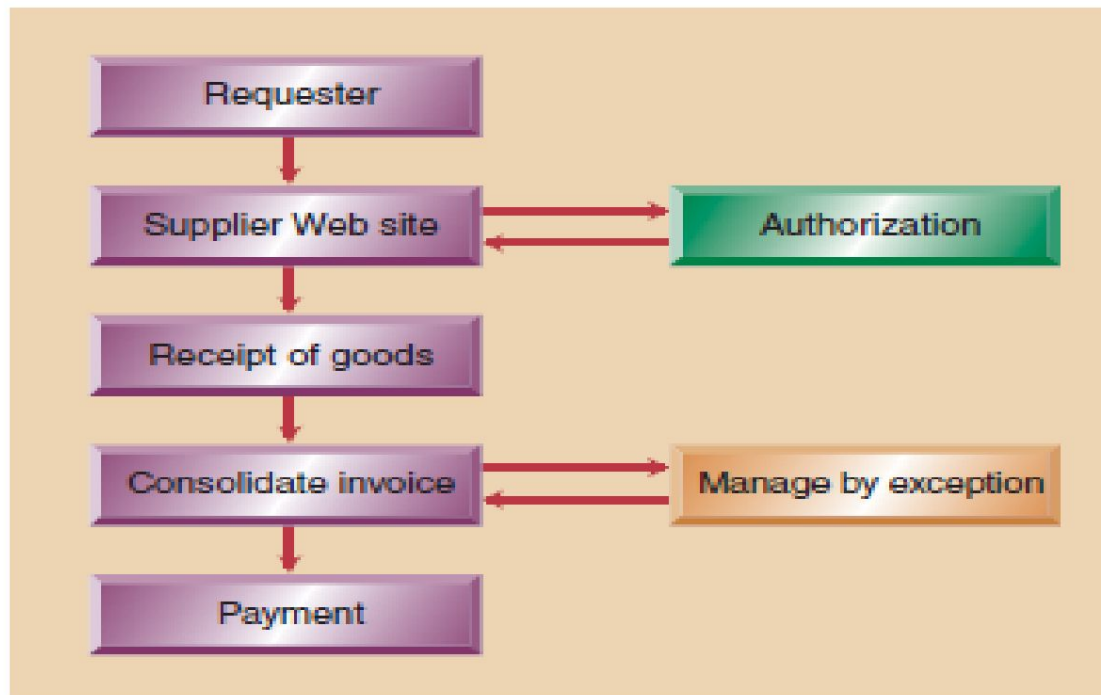 Requester
Supplier Web site
Authorization
Receipt of goods
Consolidate invoice
Manage by exception
Payment